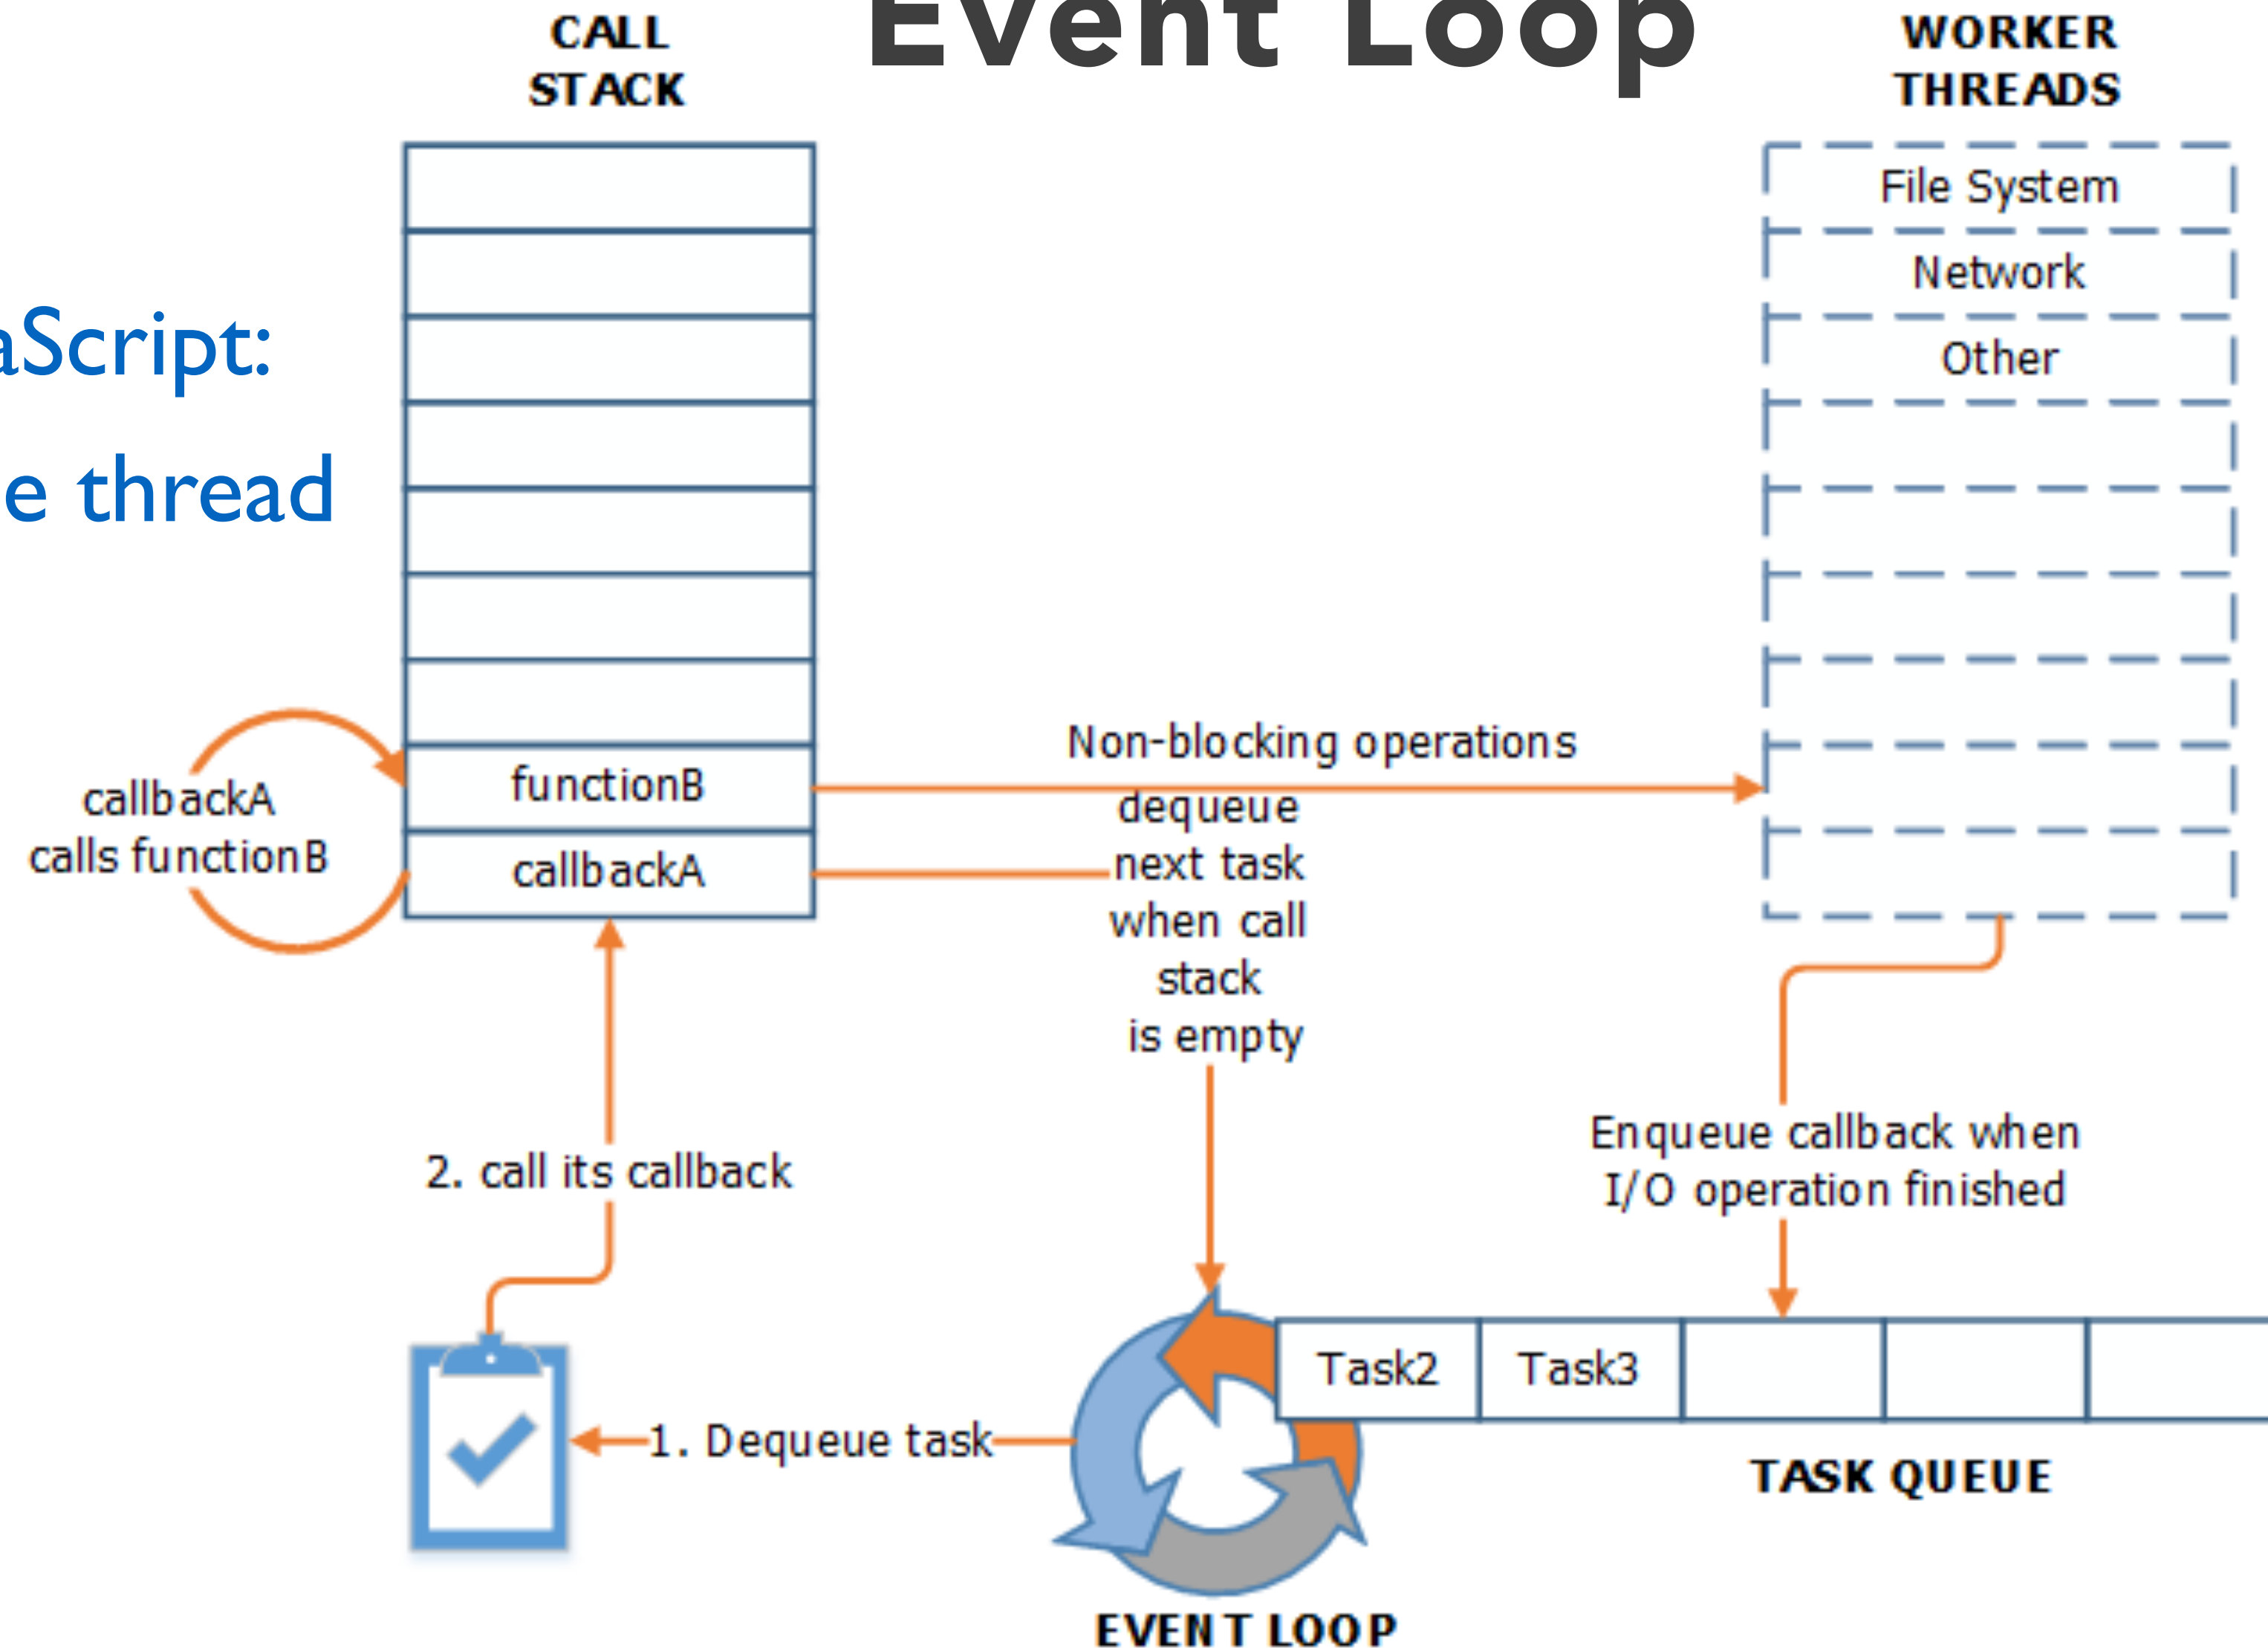 Event Loop
CALL
STACK
WORKER
THREADS
File System
Network
Other
aScript:
e thread
Non-blocking operations
functionB
callbackA
callbackA
calls functionB
dequeue
next task
when call
stack
is empty
2. call its callback
Enqueue callback when
I/O operation finished
Task2
Task3
1. Dequeue task
TASK QUEUE
EVENT LOOP